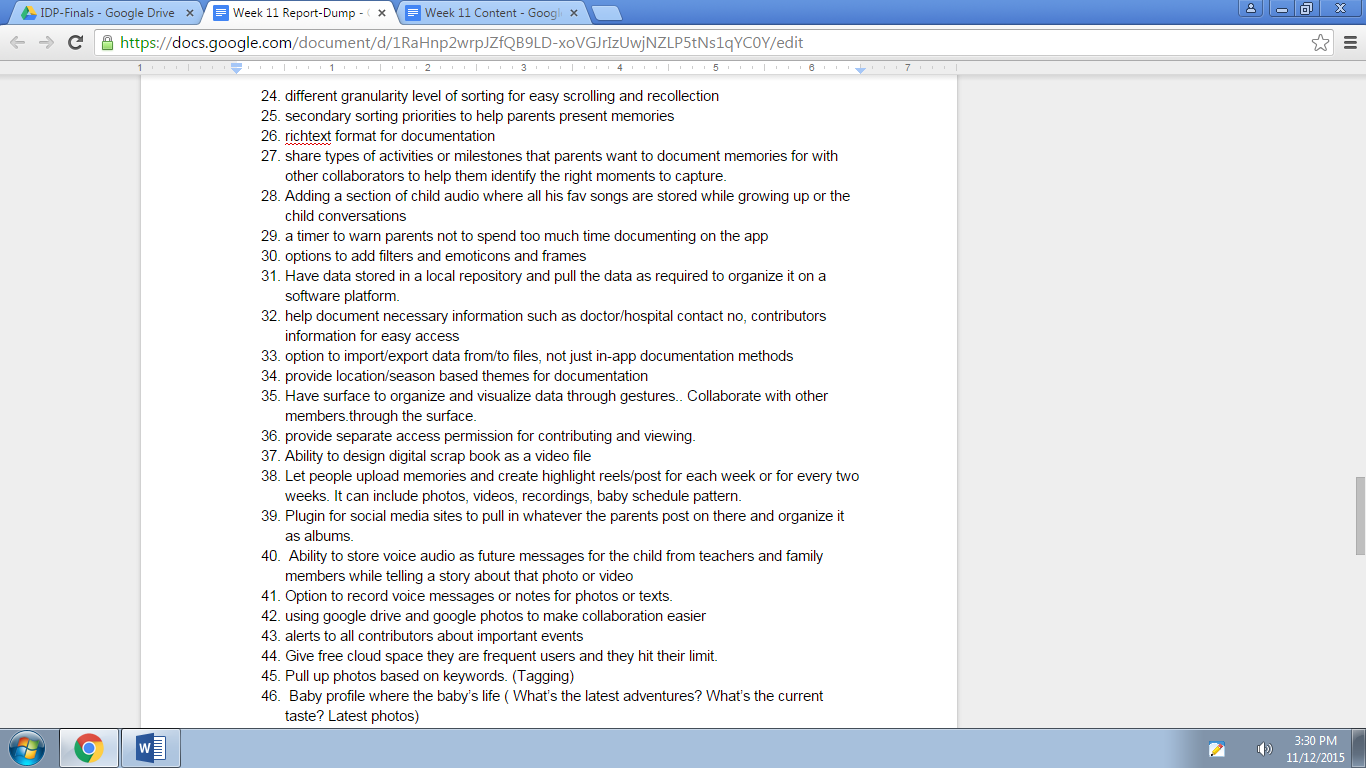 IDP-Finals - Google Drive
Week 11 Report-Dump -
Week 11 Content - Googl
https://docs.google.com/document/d/1RaHnp2wrpJZfQB9LD-xoVGJrIzUwjNZLP5tNs1qYC0Y/edit
1 1 2 3 4 5 6 7
24. different granularity level of sorting for easy scrolling and recollection
25. secondary sorting priorities to help parents present memories
26. richtext format for documentation
27. share types of activities or milestones that parents want to document memories for with
other collaborators to help them identify the right moments to capture.
28. Adding a section of child audio where all his fav songs are stored while growing up or the
child conversations
29. a timer to warn parents not to spend too much time documenting on the app
30. options to add filters and emoticons and frames
31. Have data stored in a local repository and pull the data as required to organize it on a
software platform.
32. help document necessary information such as doctor/hospital contact no, contributors
information for easy access
33. option to import/export data from/to files, not just in-app documentation methods
34. provide location/season based themes for documentation
35. Have surface to organize and visualize data through gestures.. Collaborate with other
members.through the surface.
36. provide separate access permission for contributing and viewing.
37. Ability to design digital scrap book as a video file
38. Let people upload memories and create highlight reels/post for each week or for every two
weeks. It can include photos, videos, recordings, baby schedule pattern.
39. Plugin for social media sites to pull in whatever the parents post on there and organize it
as albums.
40. Ability to store voice audio as future messages for the child from teachers and family
members while telling a story about that photo or video
41. Option to record voice messages or notes for photos or texts.
42. using google drive and google photos to make collaboration easier
43. alerts to all contributors about important events
44. Give free cloud space they are frequent users and they hit their limit.
45. Pull up photos based on keywords. (Tagging)
46. Baby profile where the baby's life ( What's the latest adventures? What's the current
taste? Latest photos)
3:30 PM
11/12/2015